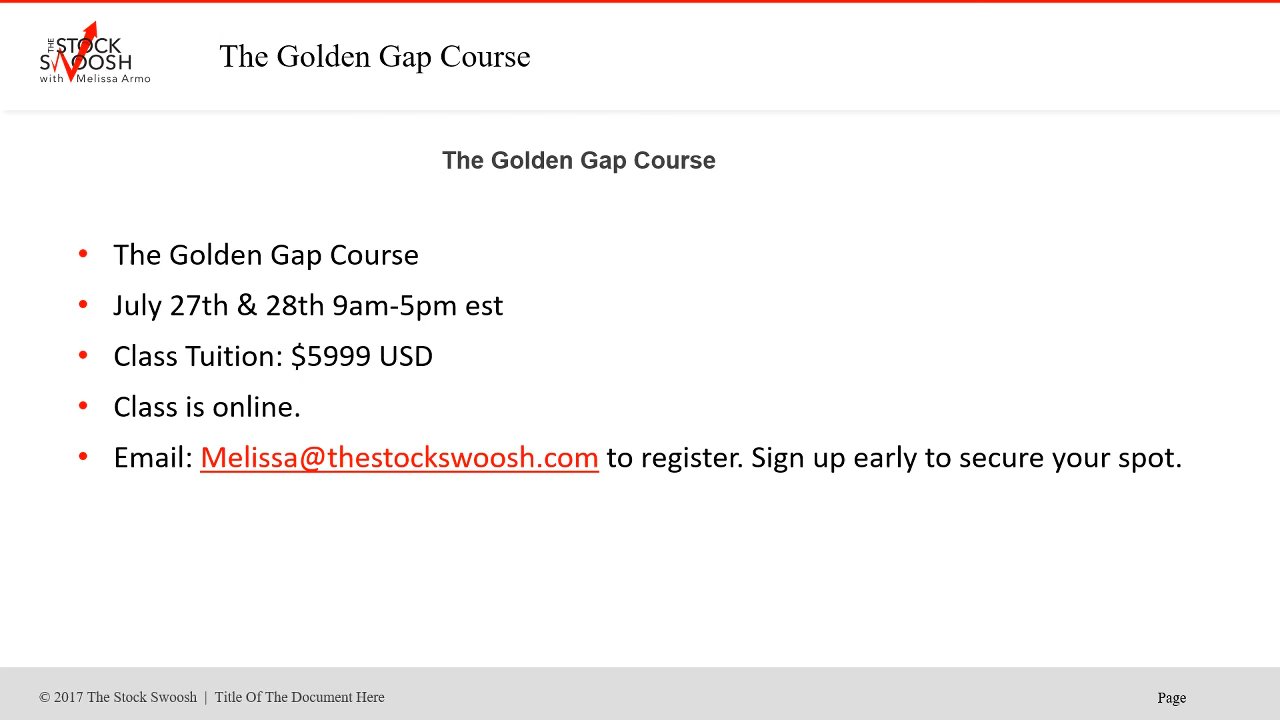 THE STOCK
SWOOSH
with Melissa Armo
The Golden Gap Course
The Golden Gap Course
• The Golden Gap Course
• July 27th & 28th 9am-5pm est
• Class Tuition: $5999 USD
• Class is online.
• Email: Melissa@thestockswoosh.com to register. Sign up early to secure your spot.
© 2017 The Stock Swoosh | Title Of The Document Here
Page